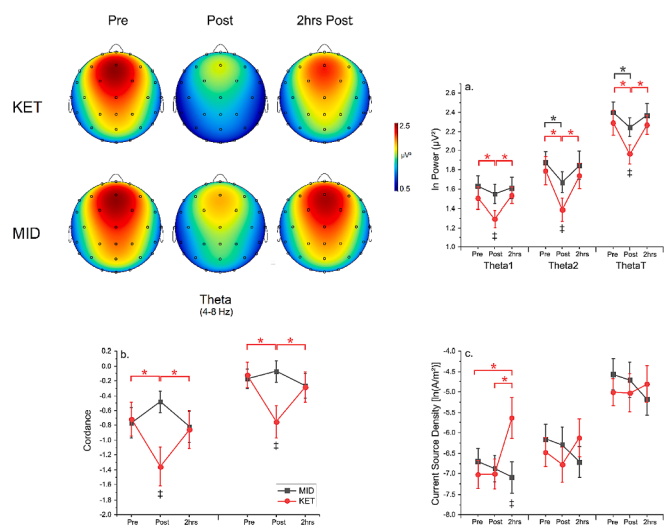 Pre Post 2hrs Post
KET
2.5
μV²
0.5
MID
Theta
(4-8 Hz)
a.
ln Power (μV²)
2.6
2.4
2.2
2.0
1.8
1.6
1.4
1.2
1.0
* * * * * * * * 
‡ ‡ ‡
Pre Post 2hrs Pre Post 2hrs Pre Post 2hrs
Theta1 Theta2 ThetaT
b.
Cordance
0.4
0.2
0.0
-0.2
-0.4
-0.6
-0.8
-1.0
-1.2
-1.4
-1.6
-1.8
-2.0
* * * *
‡ ‡
MID
KET
Pre Post 2hrs Pre Post 2hrs
c.
Current Source Density [ln(A/m²)]
-4.0
-4.5
-5.0
-5.5
-6.0
-6.5
-7.0
-7.5
-8.0
* *
‡
Pre Post 2hrs Pre Post 2hrs Pre Post 2hrs